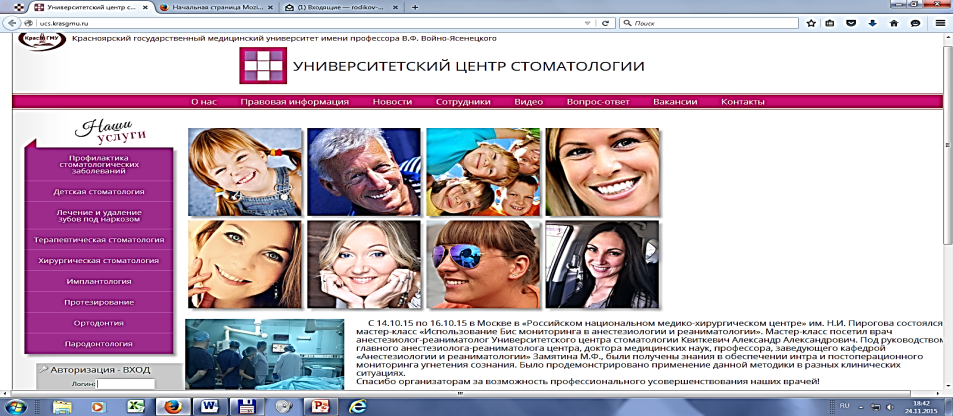 Университетский центр с...
Начальная страница Mozi...
(1) Входящие — rodikov-...
ucs.krasgmu.ru
Поиск
КрасГМУ
Красноярский государственный медицинский университет имени профессора В.Ф. Войно-Ясенецкого
УНИВЕРСИТЕТСКИЙ ЦЕНТР СТОМАТОЛОГИИ
О нас Правовая информация Новости Сотрудники Видео Вопрос-ответ Вакансии Контакты
Наши
услуги
Профилактика
стоматологических
заболеваний
Детская стоматология
Лечение и удаление
зубов под наркозом
Терапевтическая стоматология
Хирургическая стоматология
Имплантология
Протезирование
Ортодонтия
Пародонтология
Авторизация - ВХОД
Логин:
С 14.10.15 по 16.10.15 в Москве в «Российском национальном медико-хирургическом центре» им. Н.И. Пирогова состоялся
мастер-класс «Использование Бис мониторинга в анестезиологии и реаниматологии». Мастер-класс посетил врач
анестезиолог-реаниматолог Университетского центра стоматологии Квиткевич Александр Александрович. Под руководством
главного анестезиолога-реаниматолога центра, доктора медицинских наук, профессора, заведующего кафедрой
«Анестезиологии и реаниматологии» Замятина М.Ф., были получены знания в обеспечении интра и постоперационного
мониторинга угнетения сознания. Было продемонстрировано применение данной методики в разных клинических
ситуациях.
Спасибо организаторам за возможность профессионального усовершенствования наших врачей!
RU
18:42
24.11.2015